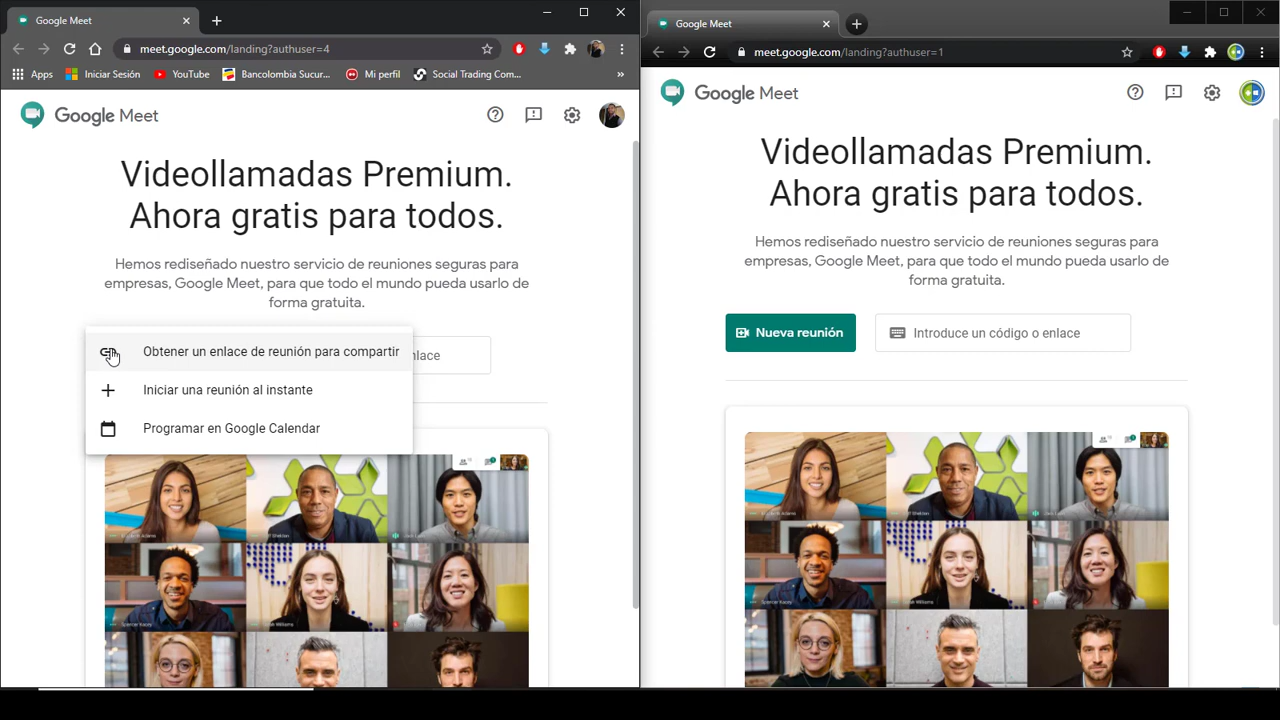 Google Meet
meet.google.com/landing?authuser=4
Apps
Iniciar Sesión
YouTube
Bancolombia Sucur...
Mi perfil
Social Trading Com...
»
Google Meet
Videollamadas Premium.
Ahora gratis para todos.
Hemos rediseñado nuestro servicio de reuniones seguras para
empresas, Google Meet, para que todo el mundo pueda usarlo de
forma gratuita.
Obtener un enlace de reunión para compartir
nlace
Iniciar una reunión al instante
Programar en Google Calendar
Google Meet
meet.google.com/landing?authuser=1
Google Meet
Videollamadas Premium.
Ahora gratis para todos.
Hemos rediseñado nuestro servicio de reuniones seguras para
empresas, Google Meet, para que todo el mundo pueda usarlo de
forma gratuita.
Nueva reunión
Introduce un código o enlace